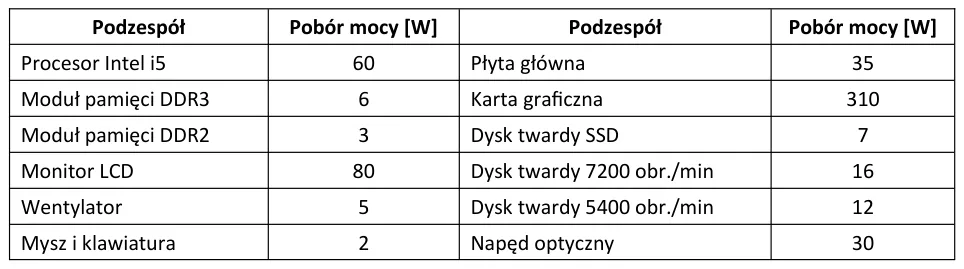 Podzespół Pobór mocy [W] Podzespół Pobór mocy [W]
Procesor Intel i5 60 Płyta główna 35
Moduł pamięci DDR3 6 Karta graficzna 310
Moduł pamięci DDR2 3 Dysk twardy SSD 7
Monitor LCD 80 Dysk twardy 7200 obr./min 16
Wentylator 5 Dysk twardy 5400 obr./min 12
Mysz i klawiatura 2 Napęd optyczny 30